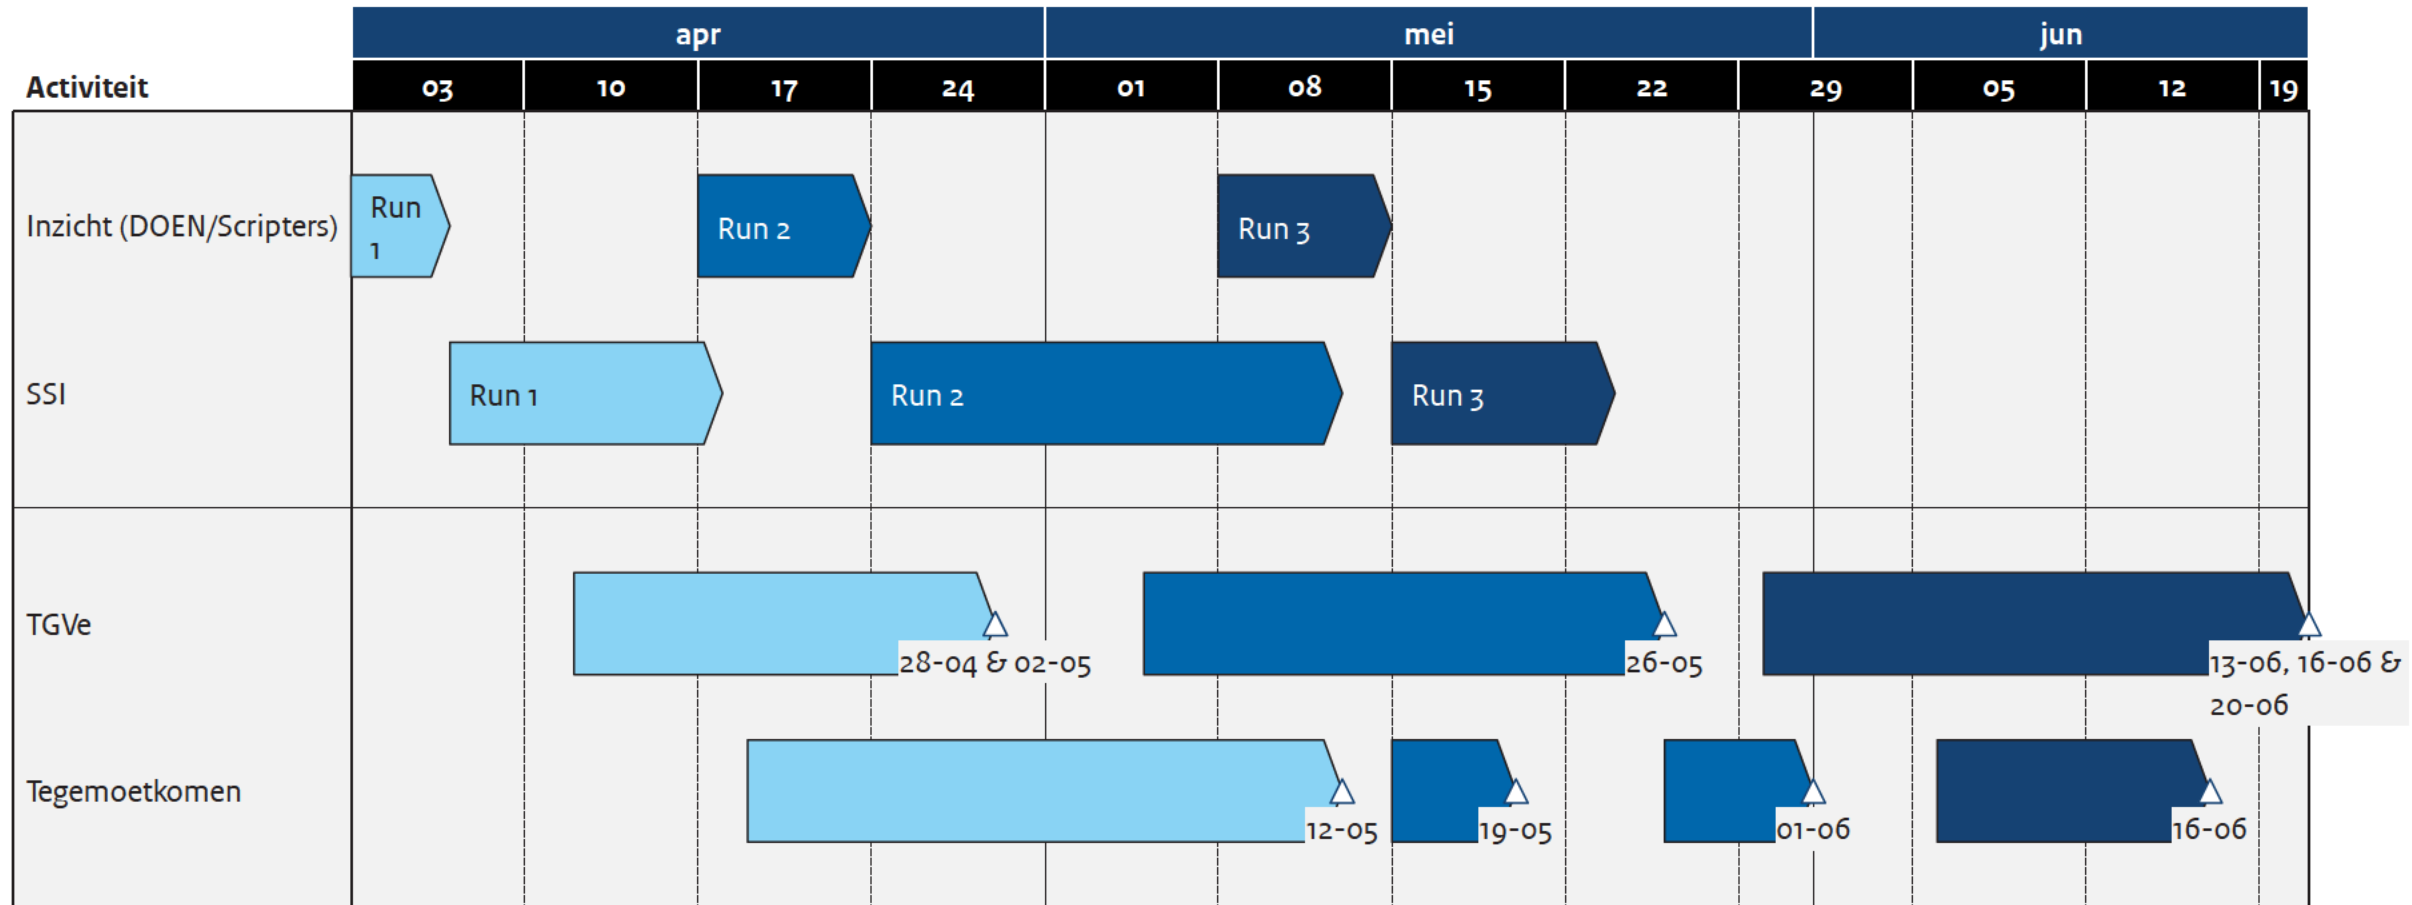 apr mei jun
Activiteit 03 10 17 24 01 08 15 22 29 05 12 19
Inzicht (DOEN/Scripters)
Run
1
Run 2
Run 3
SSI
Run 1
Run 2
Run 3
TGVe
28-04 & 02-05
26-05
13-06, 16-06 &
20-06
Tegemoetkomen
12-05
19-05
01-06
16-06